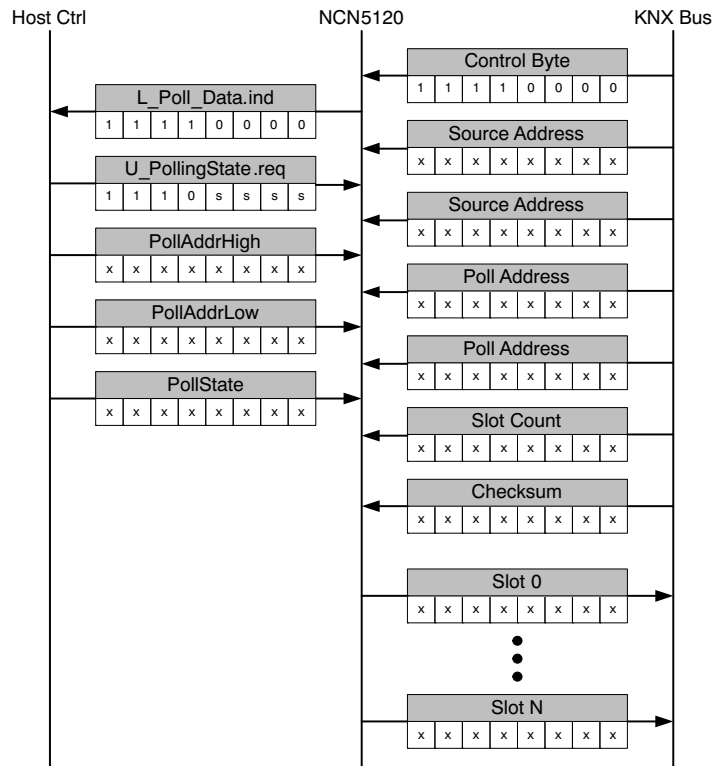 Host Ctrl NCN5120 KNX Bus
Control Byte
1 1 1 1 0 0 0 0
L_Poll_Data.ind
1 1 1 1 0 0 0 0
Source Address
x x x x x x x x
U_PollingState.req
1 1 1 0 s s s s
Source Address
x x x x x x x x
PollAddrHigh
x x x x x x x x
Poll Address
x x x x x x x x
PollAddrLow
x x x x x x x x
Poll Address
x x x x x x x x
PollState
x x x x x x x x
Slot Count
x x x x x x x x
Checksum
x x x x x x x x
Slot 0
x x x x x x x x
Slot N
x x x x x x x x